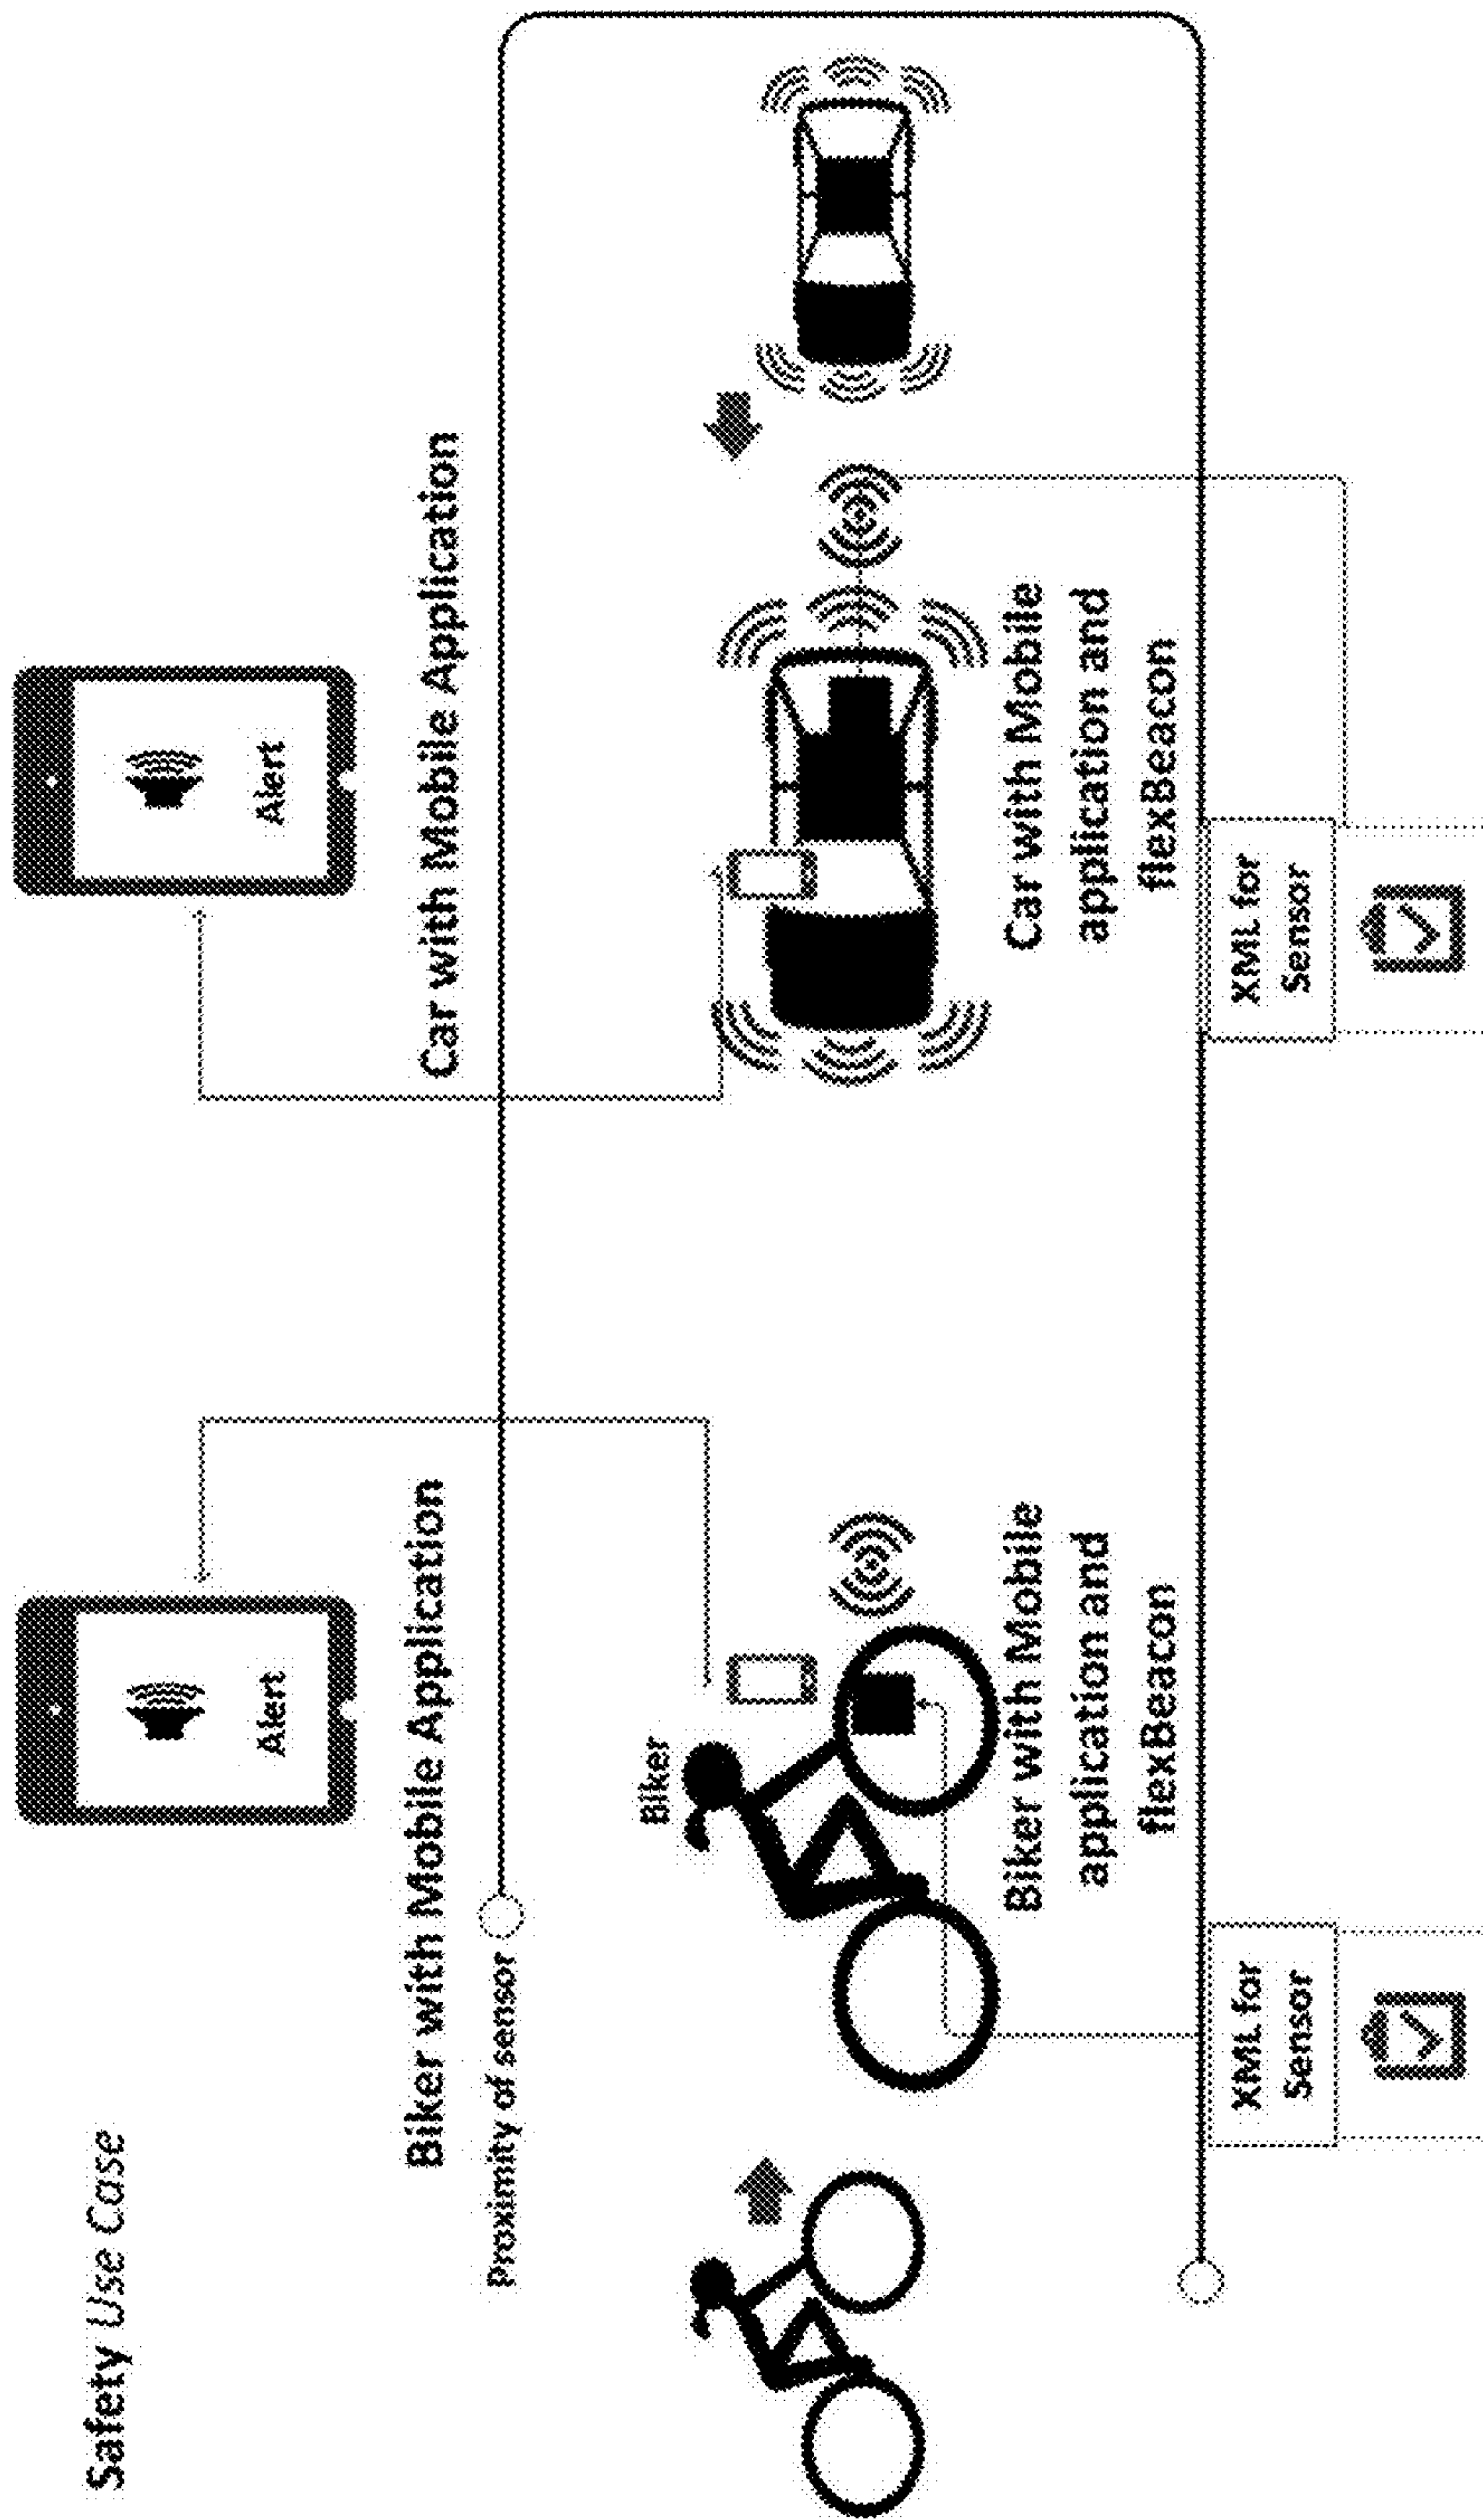 Safety Use Case
Alert
Alert
Biker with Mobile Application
Car with Mobile Application
Proximity of sensor
Biker
Biker with Mobile
application and
flexBeacon
Car with Mobile
application and
flexBeacon
XML for
Sensor
XML for
Sensor